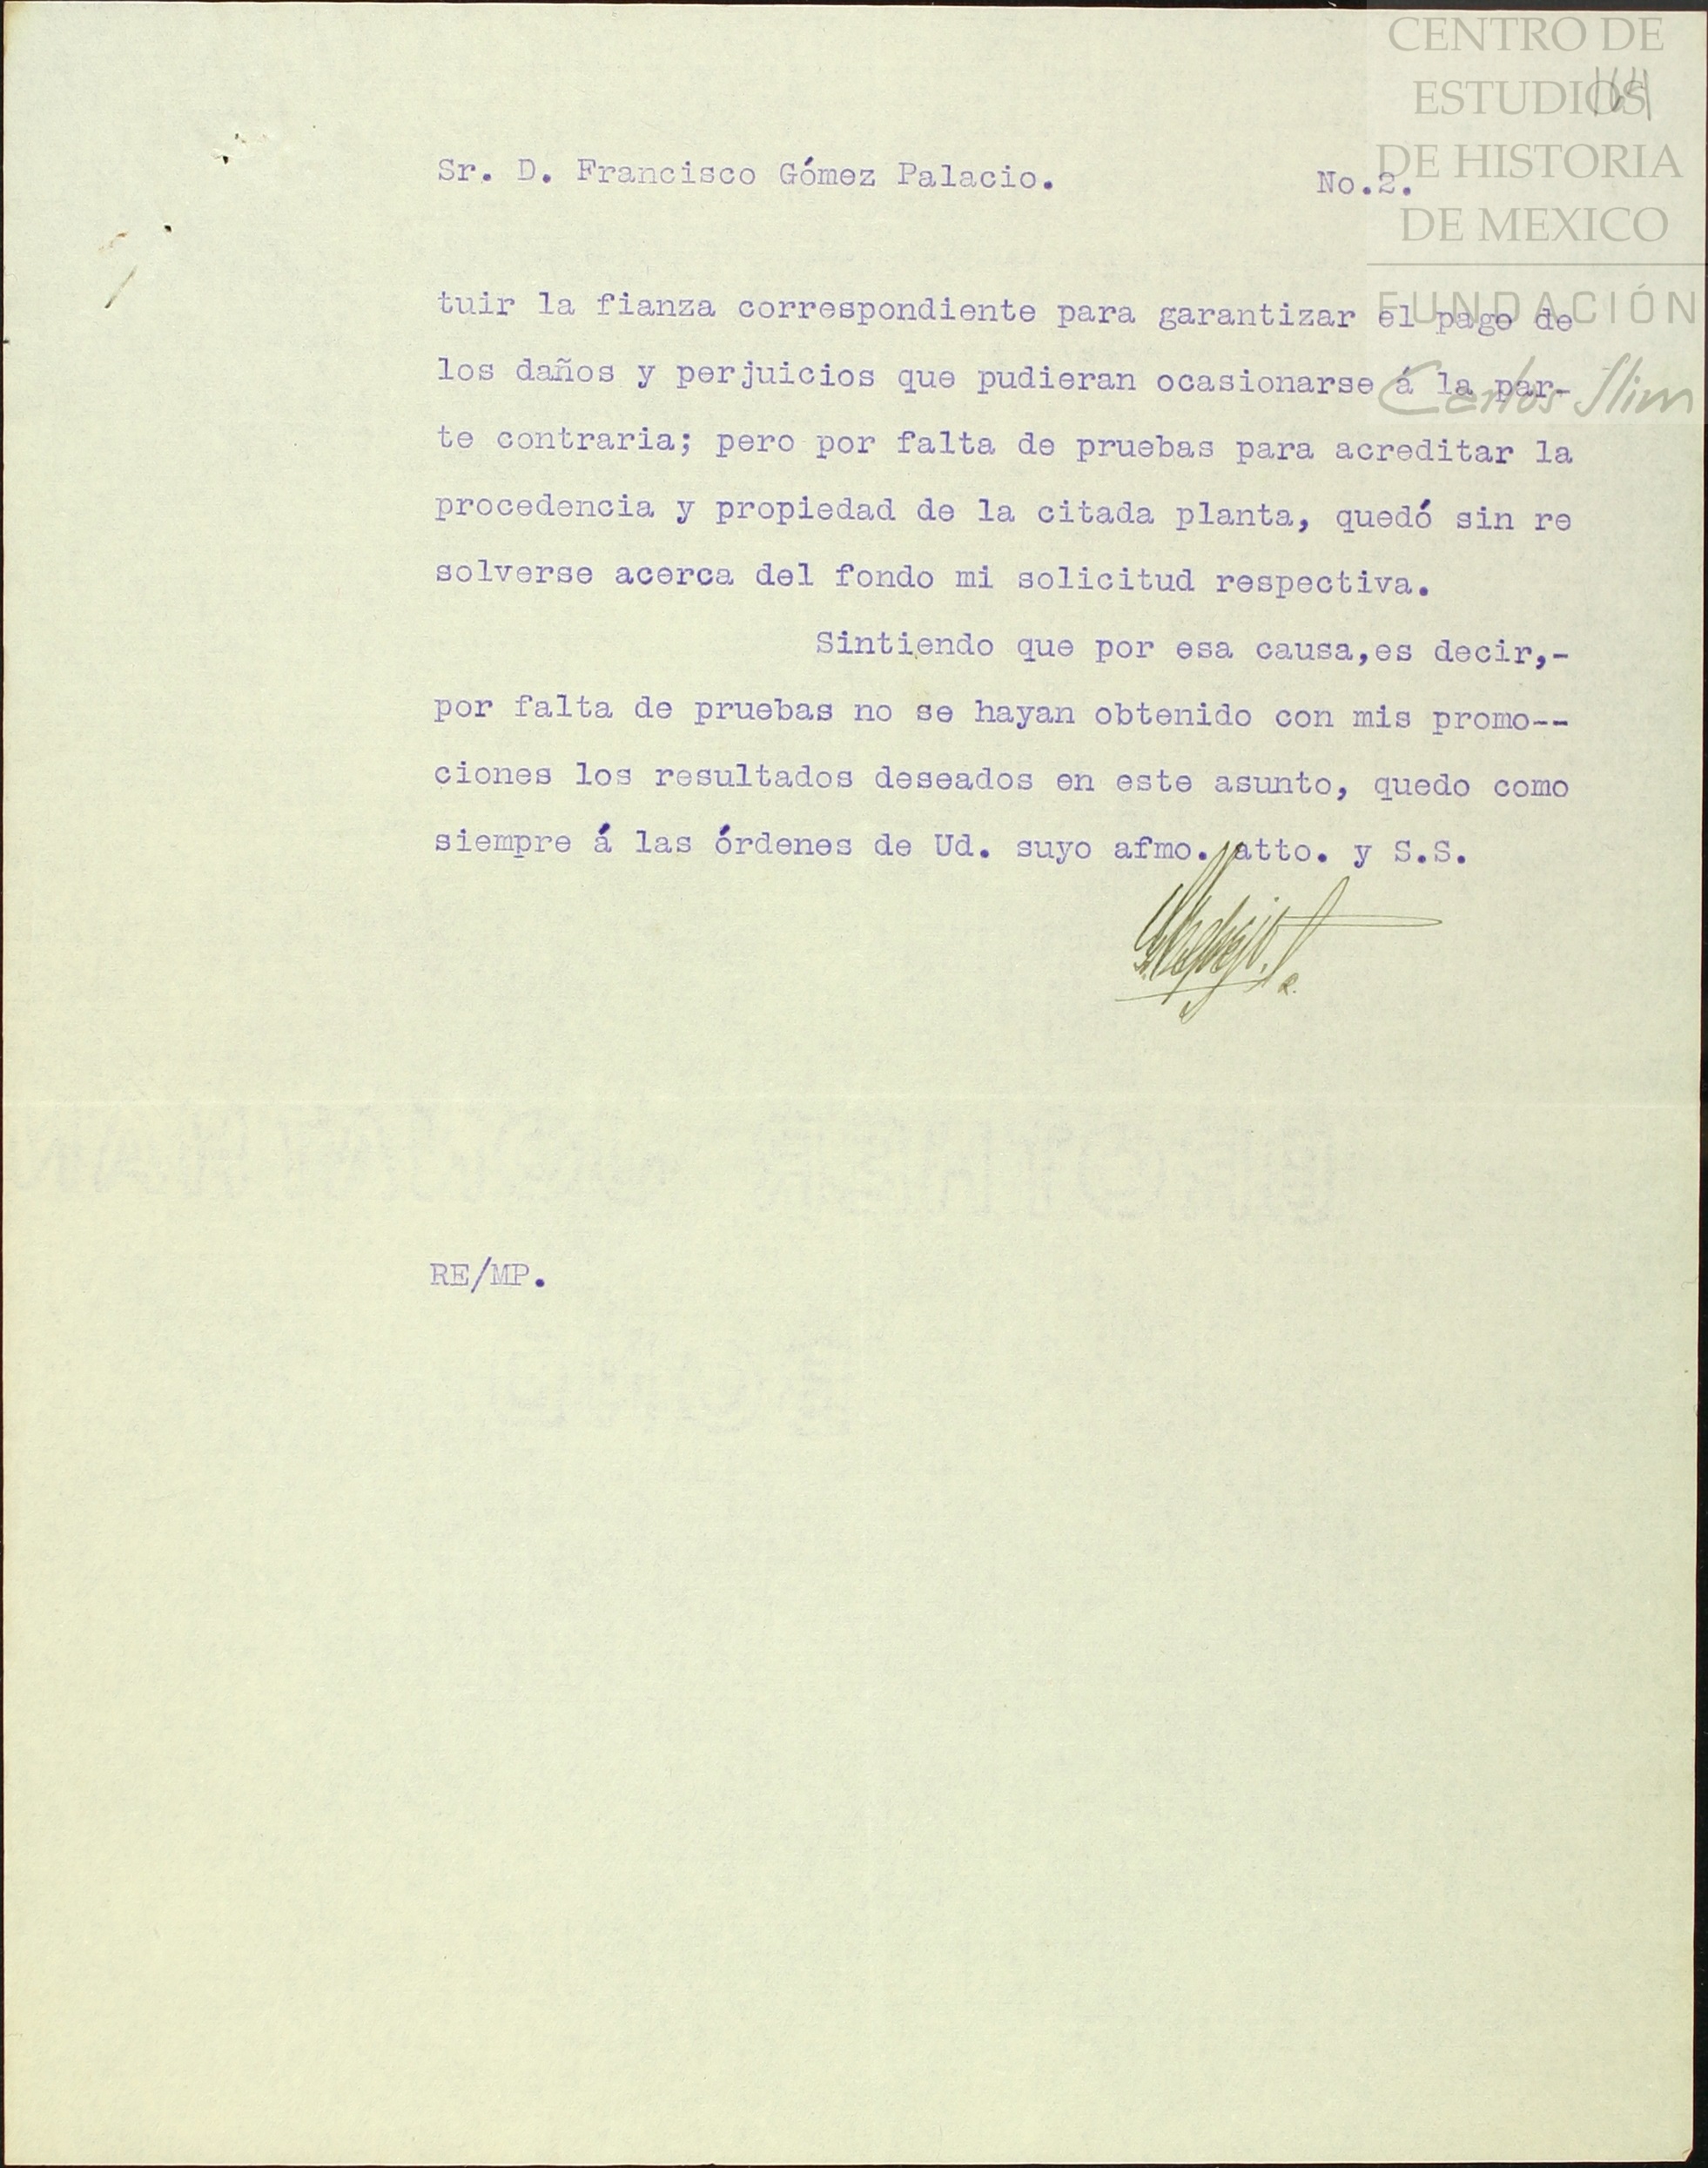 CENTRO DE
ESTUDIOS
DE HISTORIA
DE MEXICO
FUNDACIÓN
Carlos Slim
Sr. D. Francisco Gómez Palacio. No.2.
tuir la fianza correspondiente para garantizar el pago de
los daños y perjuicios que pudieran ocasionarse á la par-
te contraria; pero por falta de pruebas para acreditar la
procedencia y propiedad de la citada planta, quedó sin re
solverse acerca del fondo mi solicitud respectiva.
Sintiendo que por esa causa,es decir,-
por falta de pruebas no se hayan obtenido con mis promo--
ciones los resultados deseados en este asunto, quedo como
siempre á las órdenes de Ud. suyo afmo. atto. y S.S.
RE/MP.